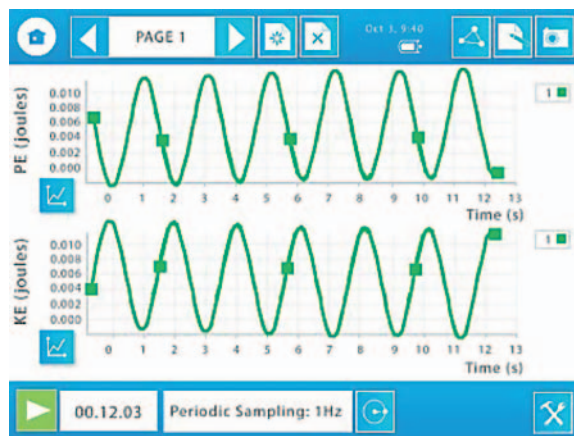 PAGE 1
Oct 3, 9:40
PE (joules)
0.010
0.008
0.006
0.004
0.002
0.000
1
0 1 2 3 4 5 6 7 8 9 10 11 12 13
Time (s)
KE (joules)
0.010
0.008
0.006
0.004
0.002
0.000
1
0 1 2 3 4 5 6 7 8 9 10 11 12 13
Time (s)
00.12.03
Periodic Sampling: 1Hz